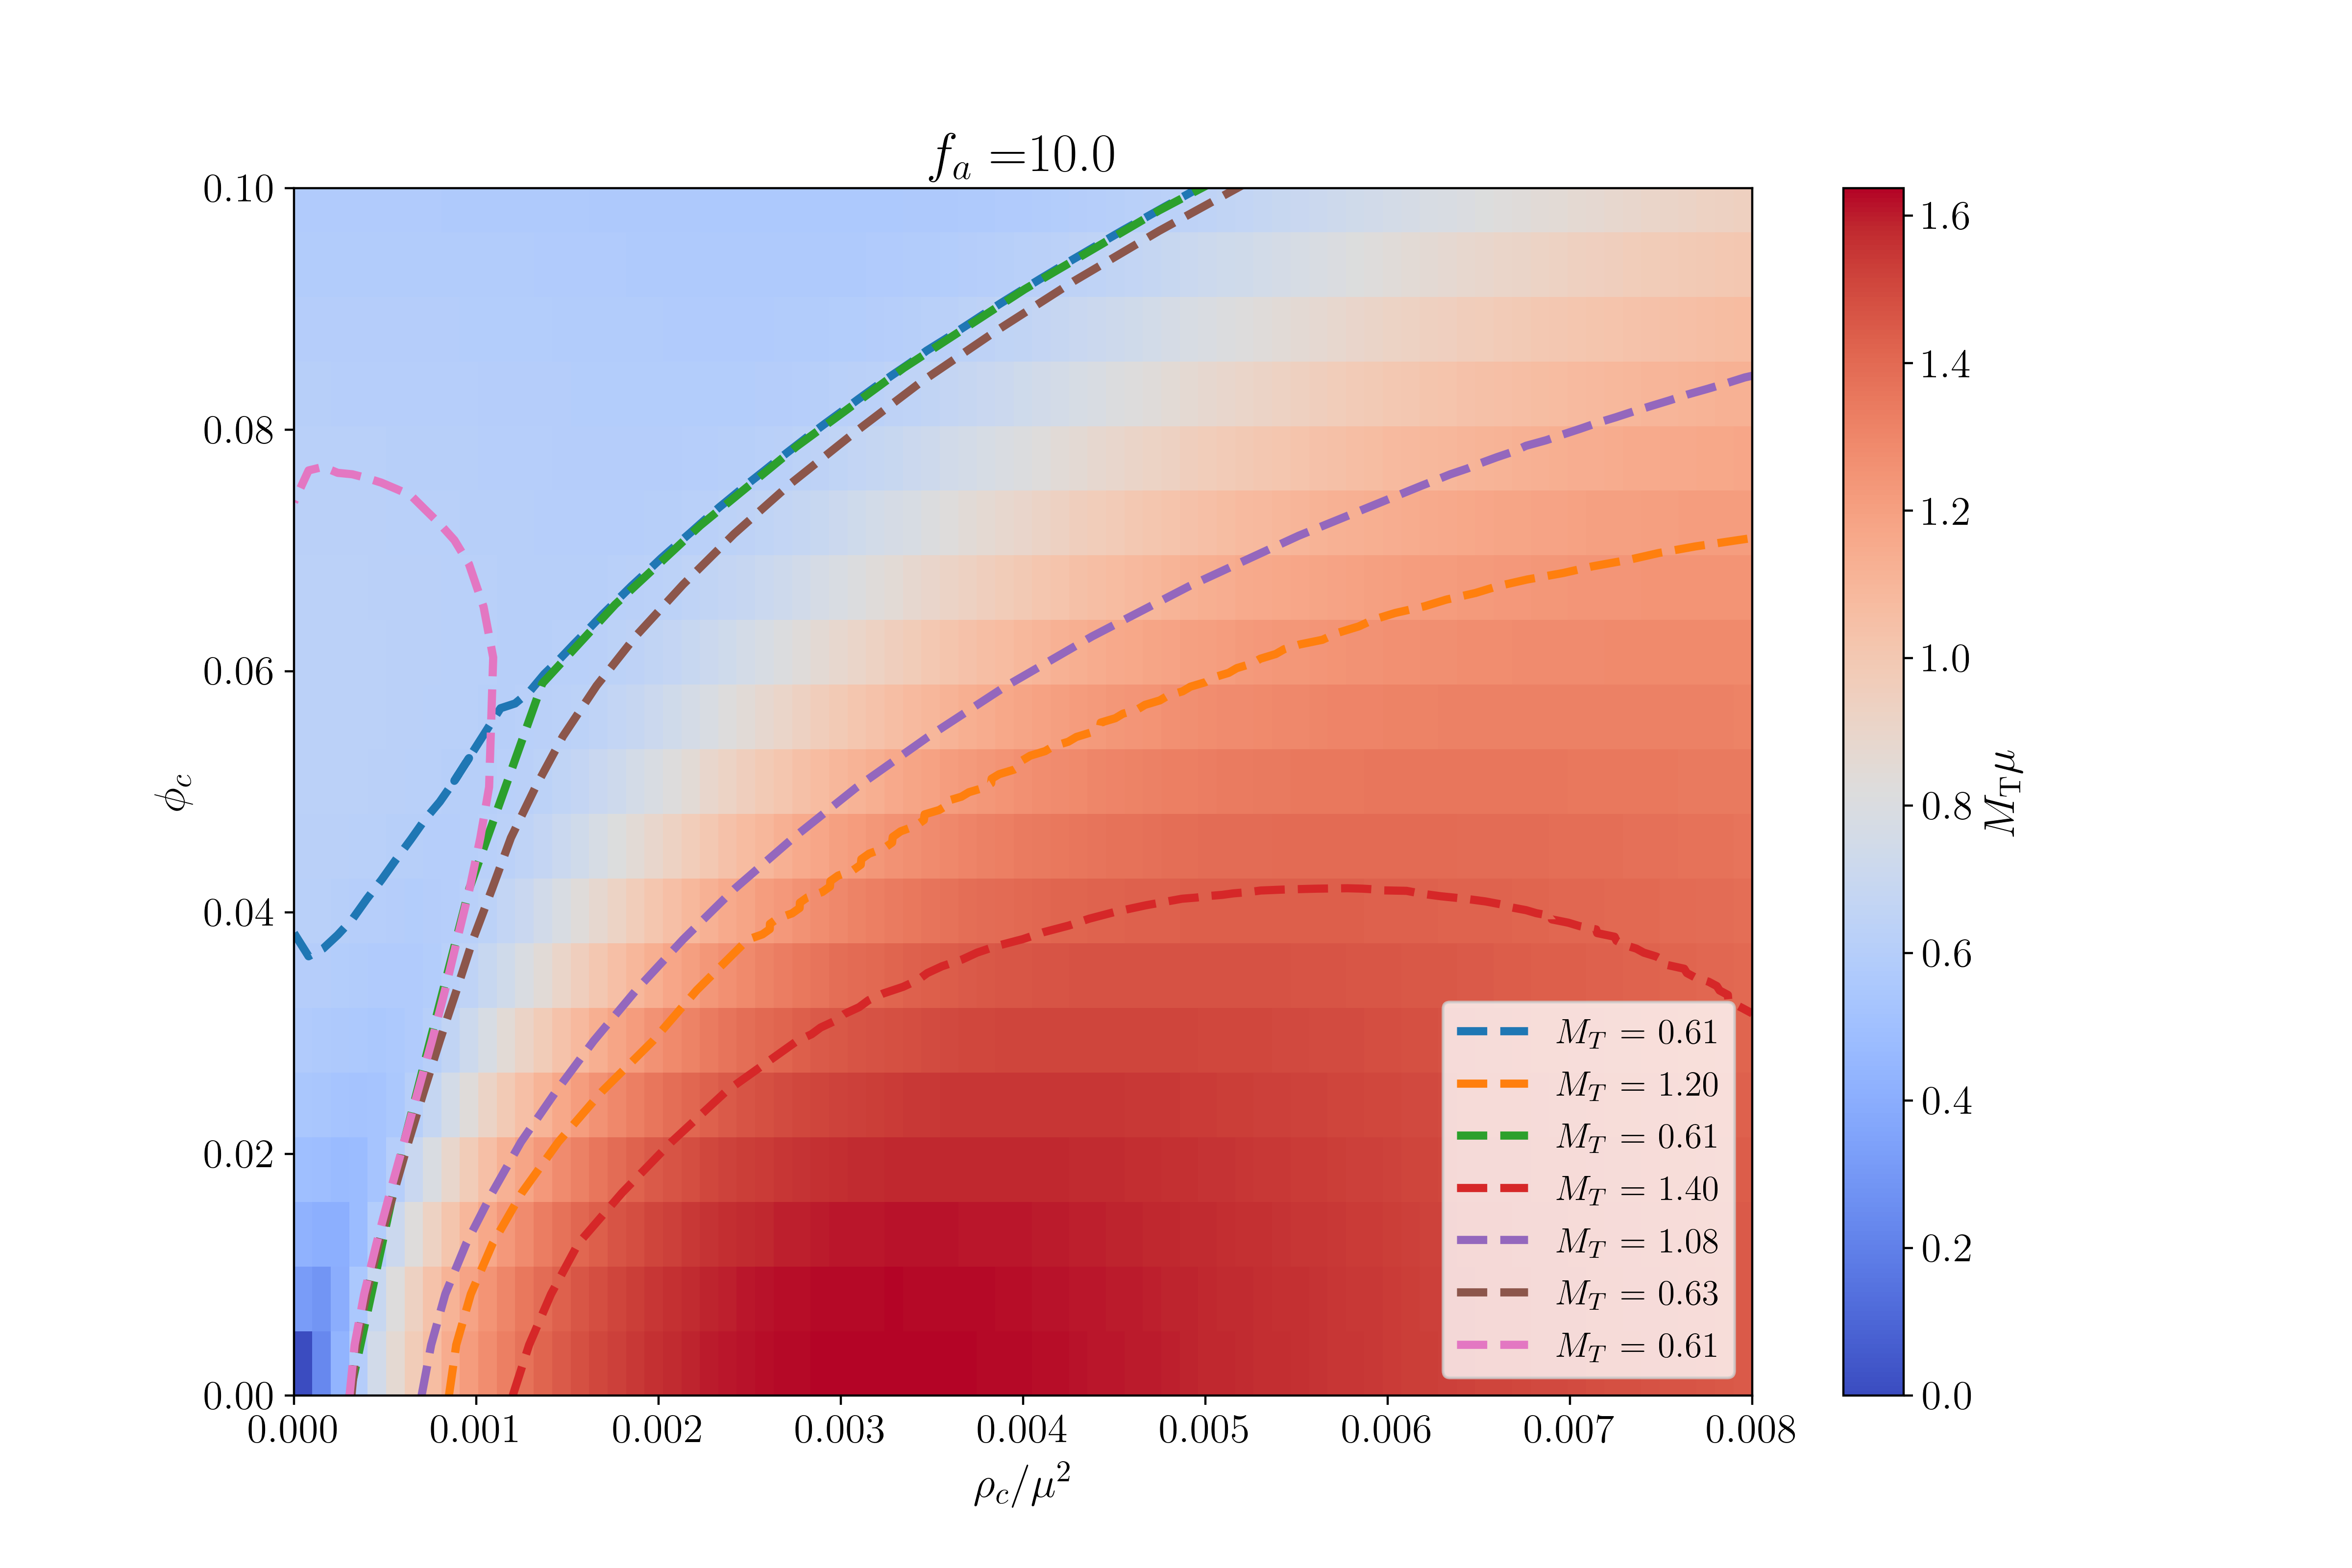 f_a = 10.0
0.10
0.08
0.06
0.04
0.02
0.00
ϕ_c
0.000 0.001 0.002 0.003 0.004 0.005 0.006 0.007 0.008
ρ_c/μ²
M_T = 0.61
M_T = 1.20
M_T = 0.61
M_T = 1.40
M_T = 1.08
M_T = 0.63
M_T = 0.61
1.6
1.4
1.2
1.0
0.8
0.6
0.4
0.2
0.0
M_T μ